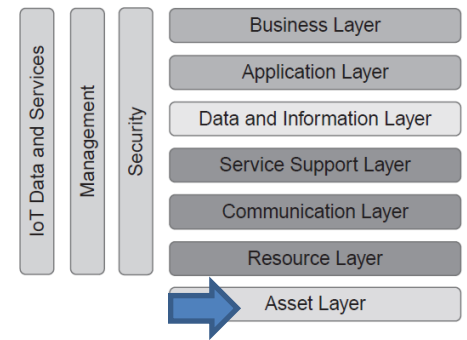 IoT Data and Services
Management
Security
Business Layer
Application Layer
Data and Information Layer
Service Support Layer
Communication Layer
Resource Layer
Asset Layer